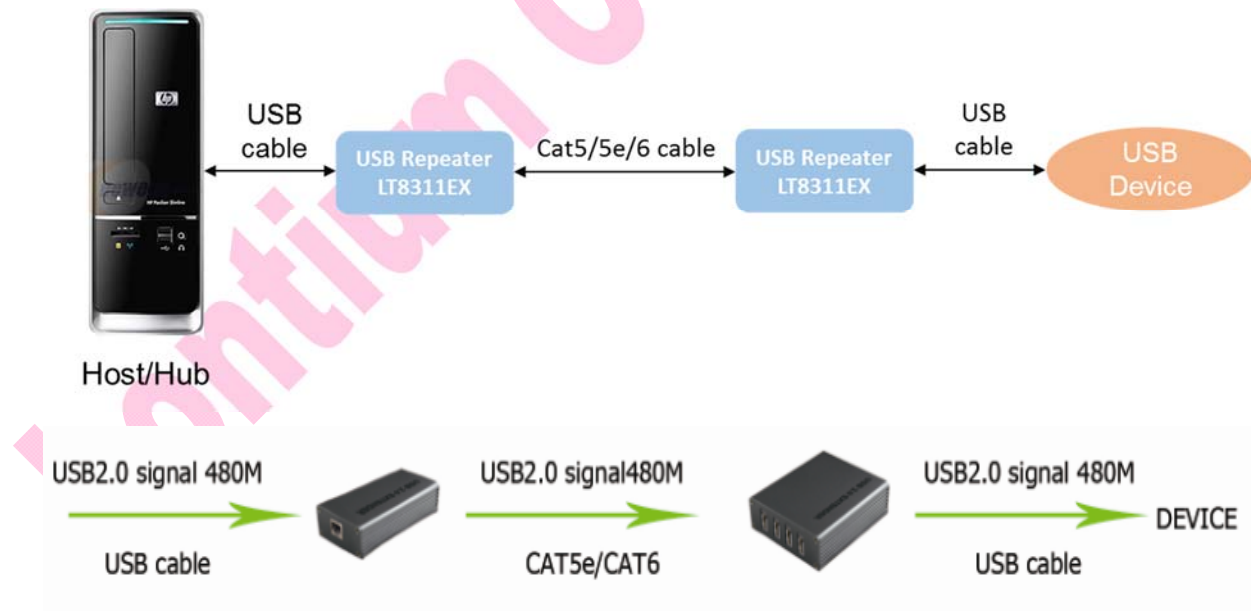 USB
cable
USB Repeater
LT8311EX
Cat5/5e/6 cable
USB Repeater
LT8311EX
USB
cable
USB
Device
hp
Host/Hub
USB2.0 signal 480M
USB cable
USB2.0 signal480M
CAT5e/CAT6
USB2.0 signal 480M
USB cable
DEVICE